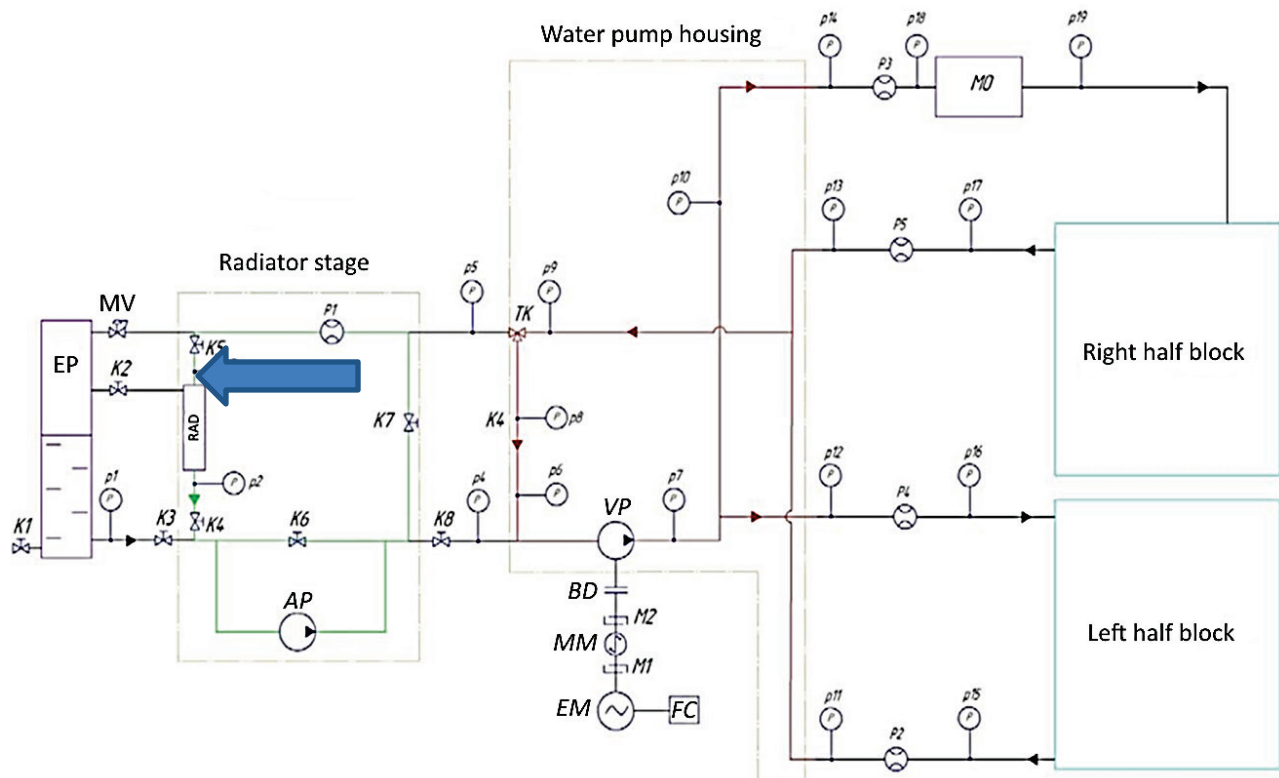 Water pump housing
p14
p18
p19
P3
MO
p10
p13
p17
P5
Radiator stage
p5
p9
MV
P1
TK
EP
K2
RAD
K7
K4
p8
Right half block
p1
p2
p4
p6
p7
p12
p16
P4
K1
K3
K4
K6
K8
VP
AP
BD
M2
MM
M1
EM
FC
Left half block
p11
p15
P2